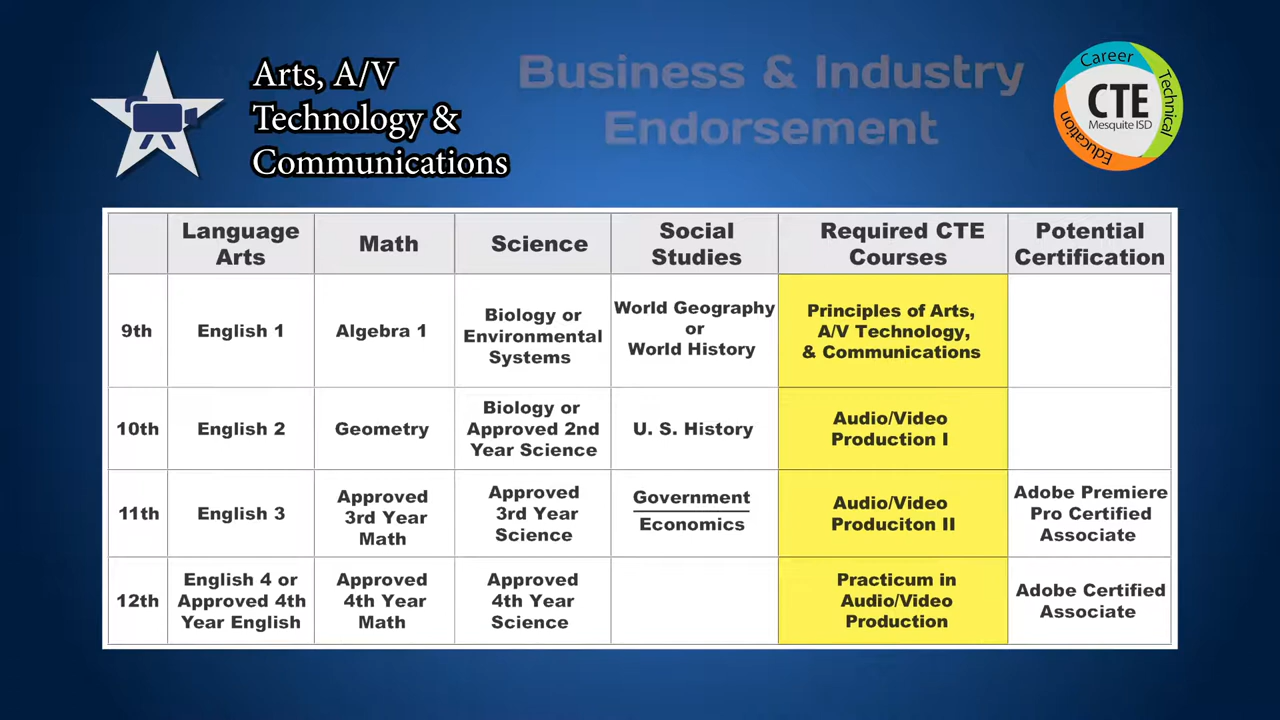 Arts, A/V
Technology &
Communications
Business & Industry
Endorsement
Career
Technical
Education
CTE
Mesquite ISD
Language
Arts
Math
Science
Social
Studies
Required CTE
Courses
Potential
Certification
9th
English 1
Algebra 1
Biology or
Environmental
Systems
World Geography
or
World History
Principles of Arts,
A/V Technology,
& Communications
10th
English 2
Geometry
Biology or
Approved 2nd
Year Science
U. S. History
Audio/Video
Production I
11th
English 3
Approved
3rd Year
Math
Approved
3rd Year
Science
Government
Economics
Audio/Video
Produciton II
Adobe Premiere
Pro Certified
Associate
12th
English 4 or
Approved 4th
Year English
Approved
4th Year
Math
Approved
4th Year
Science
Practicum in
Audio/Video
Production
Adobe Certified
Associate